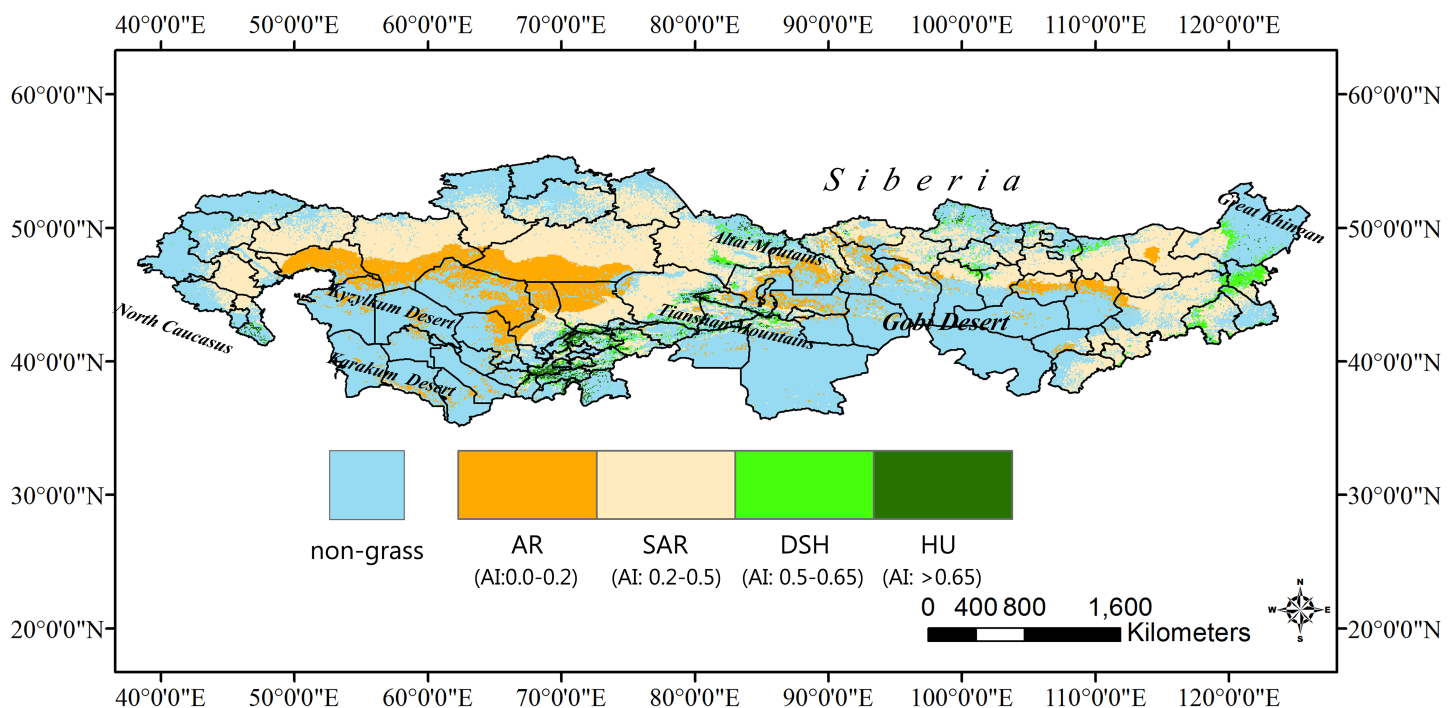 40°0'0"E 50°0'0"E 60°0'0"E 70°0'0"E 80°0'0"E 90°0'0"E 100°0'0"E 110°0'0"E 120°0'0"E
60°0'0"N 60°0'0"N
Siberia
Great Khingan
50°0'0"N 50°0'0"N
Altai Mountains
Kyzylkum Desert
North Caucasus
Tianshan Mountains
Gobi Desert
40°0'0"N 40°0'0"N
Karakum Desert
30°0'0"N 30°0'0"N
non-grass AR SAR DSH HU
(AI:0.0-0.2) (AI: 0.2-0.5) (AI: 0.5-0.65) (AI: >0.65)
N
0 400 800 1,600
W E
20°0'0"N Kilometers 20°0'0"N
S
40°0'0"E 50°0'0"E 60°0'0"E 70°0'0"E 80°0'0"E 90°0'0"E 100°0'0"E 110°0'0"E 120°0'0"E